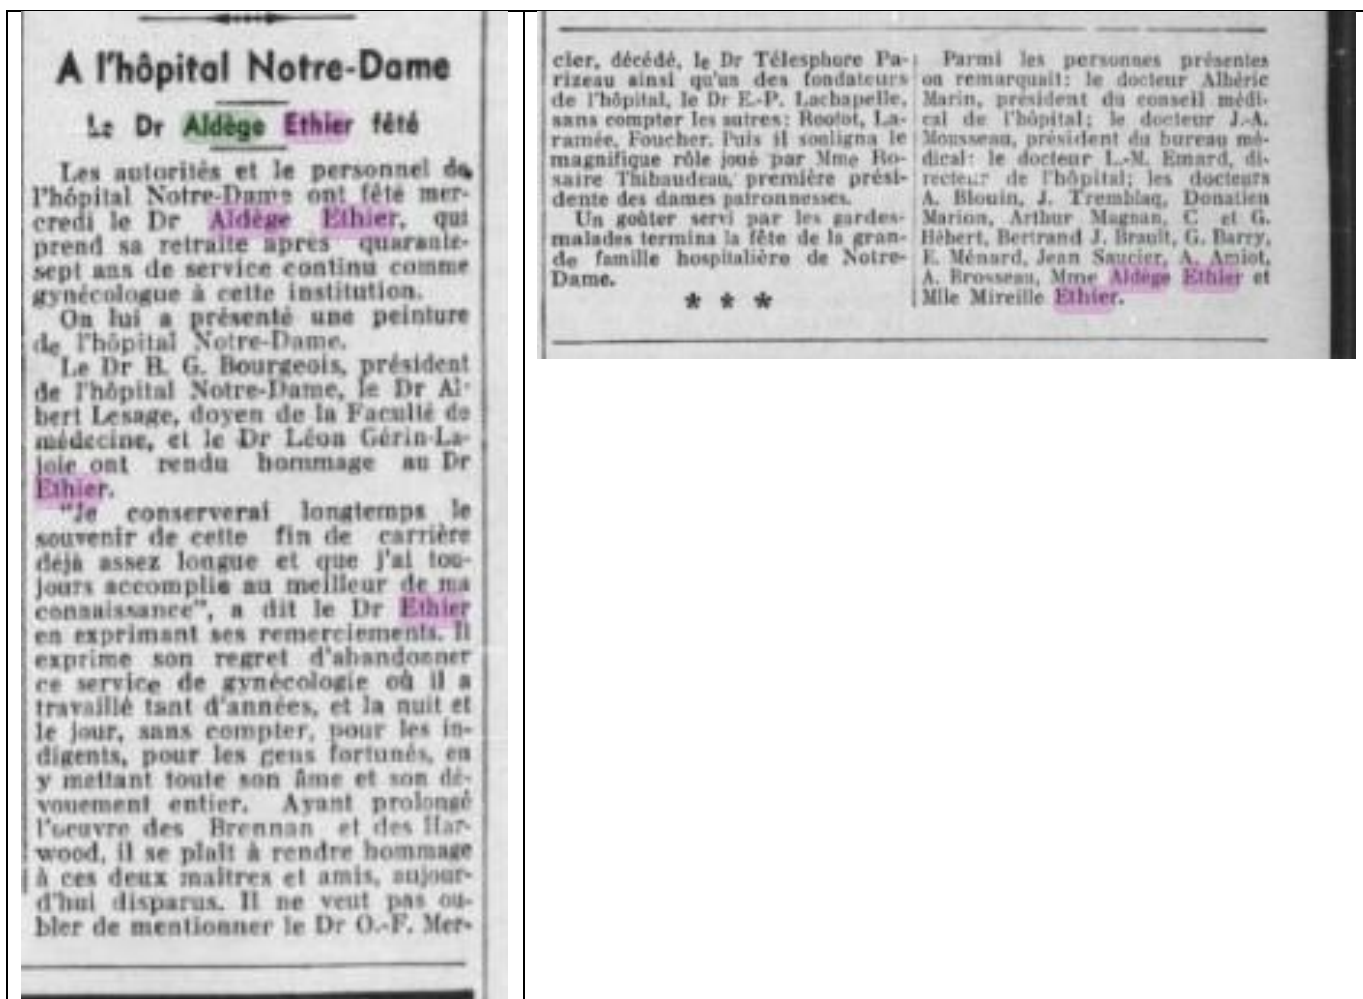 A l'hôpital Notre-Dame
Le Dr Aldège Ethier fêté
Les autorités et le personnel de
l'hôpital Notre-Dame ont fêté mer-
credi le Dr Aldège Ethier, qui
prend sa retraite après quarante-
sept ans de service continu comme
gynécologue à cette institution.
On lui a présenté une peinture
de l'hôpital Notre-Dame.
Le Dr B. G. Bourgeois, président
de l'hôpital Notre-Dame, le Dr Al-
bert Lesage, doyen de la Faculté de
médecine, et le Dr Léon Gérin-La-
joie ont rendu hommage au Dr
Ethier.
"Je conserverai longtemps le
souvenir de cette fin de carrière
déjà assez longue et que j'ai tou-
jours accomplie au meilleur de ma
connaissance", a dit le Dr Ethier
en exprimant ses remerciements. Il
exprime son regret d'abandonner
ce service de gynécologie où il a
travaillé tant d'années, et la nuit et
le jour, sans compter, pour les in-
digents, pour les gens fortunés, en
y mettant toute son âme et son dé-
vouement entier. Ayant prolongé
l'oeuvre des Brennan et des Har-
wood, il se plaît à rendre hommage
à ces deux maîtres et amis, aujour-
d'hui disparus. Il ne veut pas ou-
bler de mentionner le Dr O.-F. Mer-
cier, décédé, le Dr Télesphore Pa-
rizeau ainsi qu'un des fondateurs
de l'hôpital, le Dr E.-P. Lachapelle,
sans compter les autres: Rottot, La-
ramée, Foucher. Puis il souligna le
magnifique rôle joué par Mme Ro-
saire Thibaudeau, première prési-
dente des dames patronnesses.
Un goûter servi par les gardes-
malades termina la fête de la gran-
de famille hospitalière de Notre-
Dame.
* * *
Parmi les personnes présentes
on remarquait: le docteur Albéric
Marin, président du conseil médi-
cal de l'hôpital; le docteur J.-A.
Mousseau, président du bureau mé-
dical: le docteur L.-M. Emard, di-
recteur de l'hôpital; les docteurs
A. Blouin, J. Tremblay, Donatien
Marion, Arthur Magnan, C et G.
Hébert, Bertrand J. Brault, G. Barry,
E. Ménard, Jean Saucier, A. Amiot,
A. Brosseau, Mme Aldège Ethier et
Mlle Mireille Ethier.